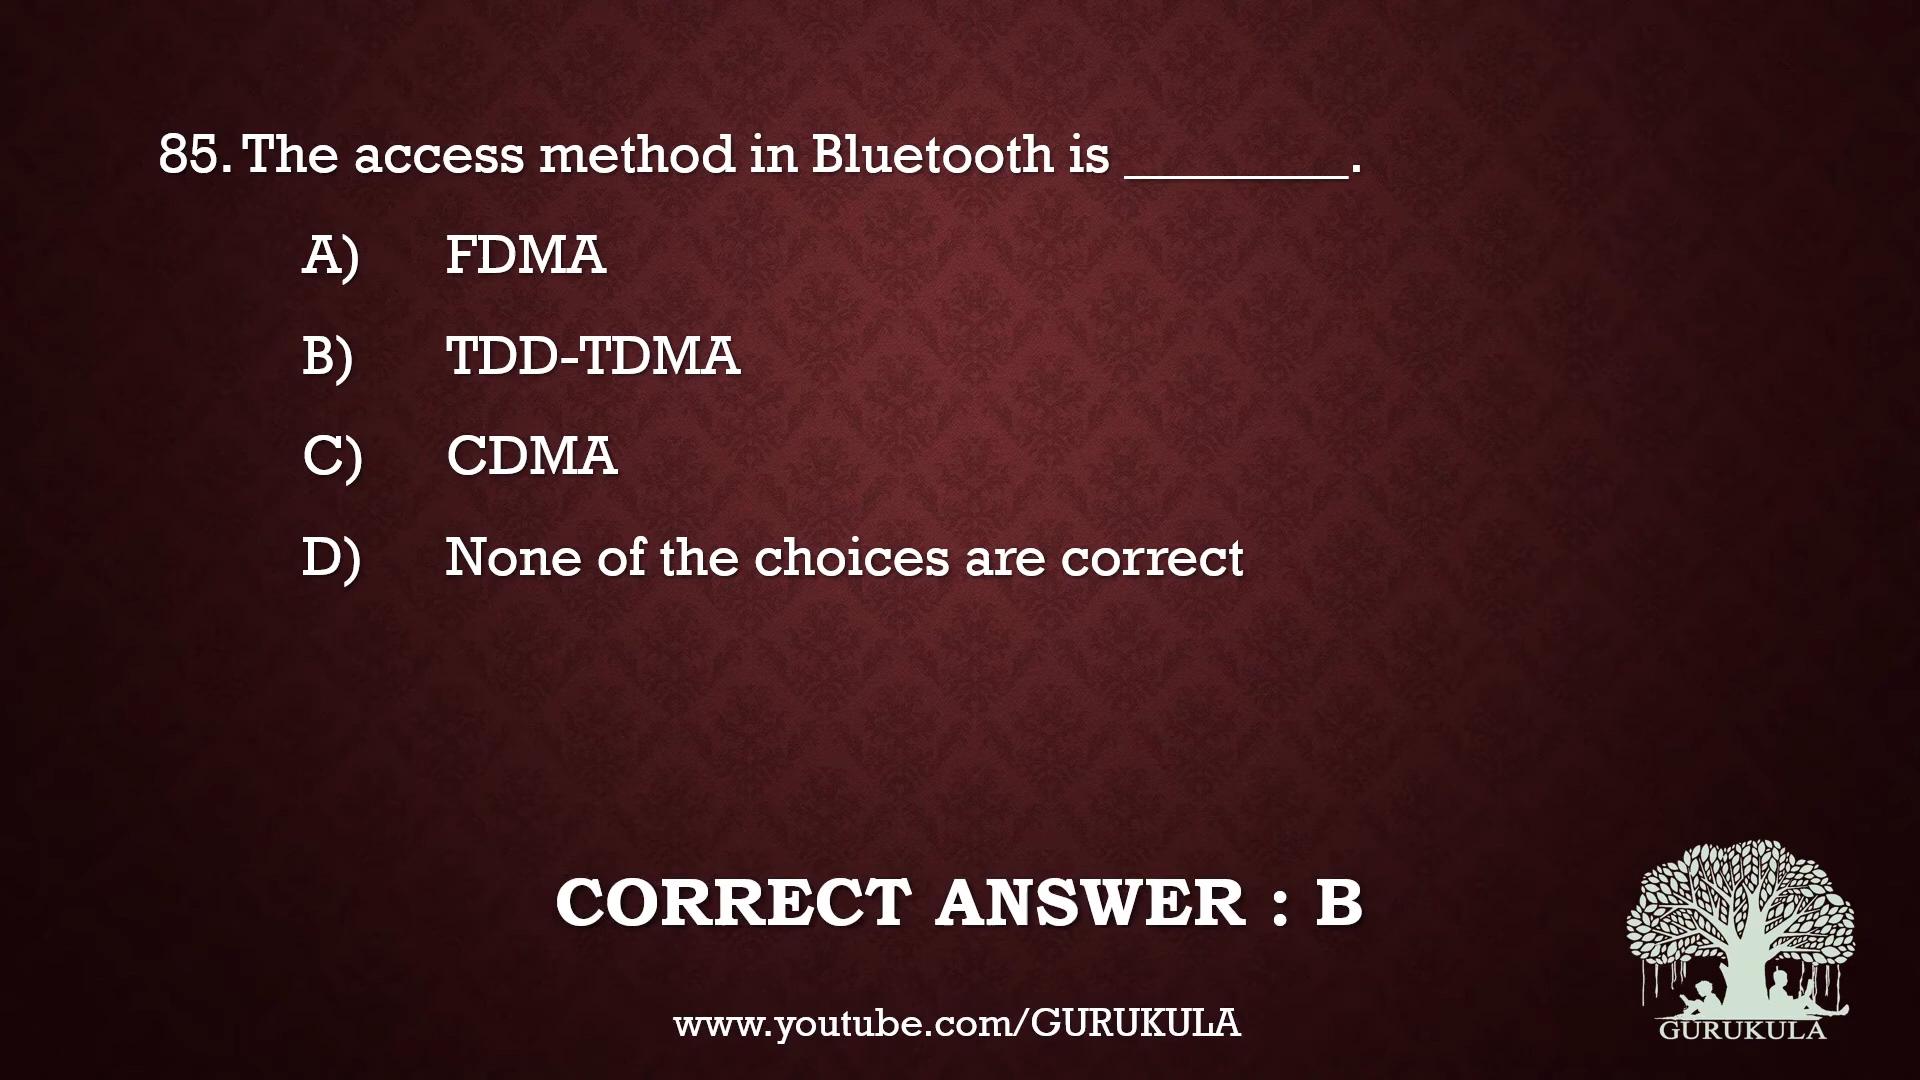 85. The access method in Bluetooth is ________.
A) FDMA
B) TDD-TDMA
C) CDMA
D) None of the choices are correct
CORRECT ANSWER : B
www.youtube.com/GURUKULA
GURUKULA